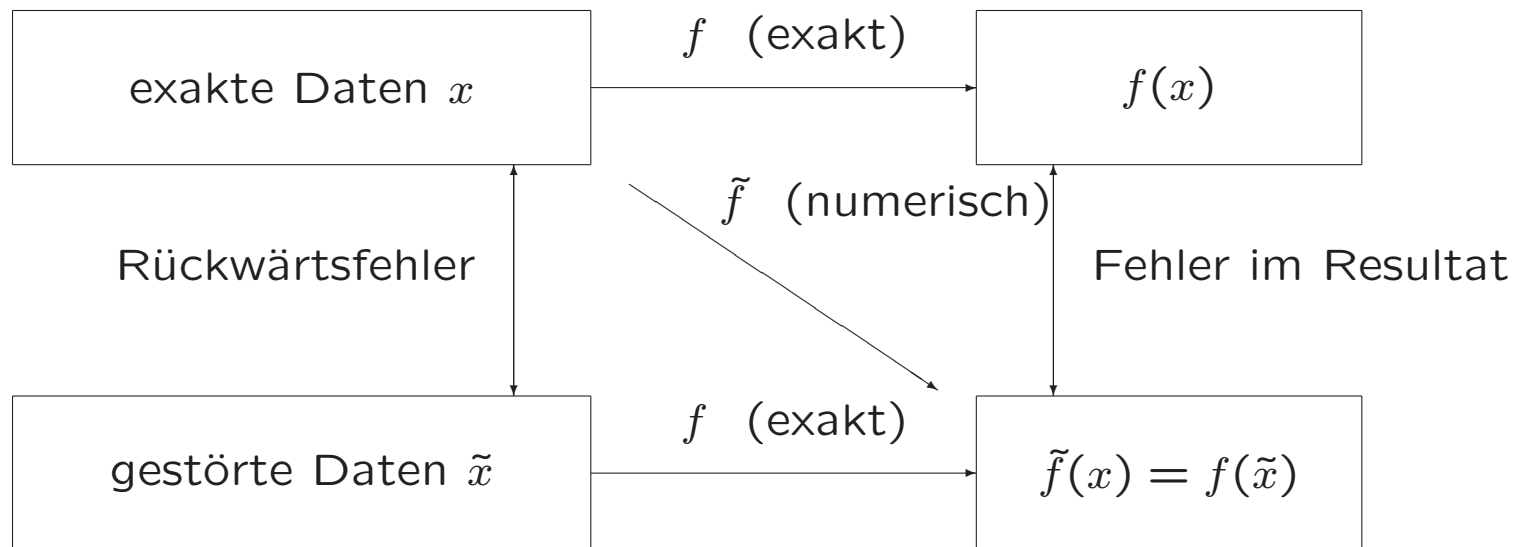 f (exakt)
exakte Daten x
f(x)
f̃ (numerisch)
Rückwärtsfehler
Fehler im Resultat
f (exakt)
gestörte Daten x̃
f̃(x) = f(x̃)